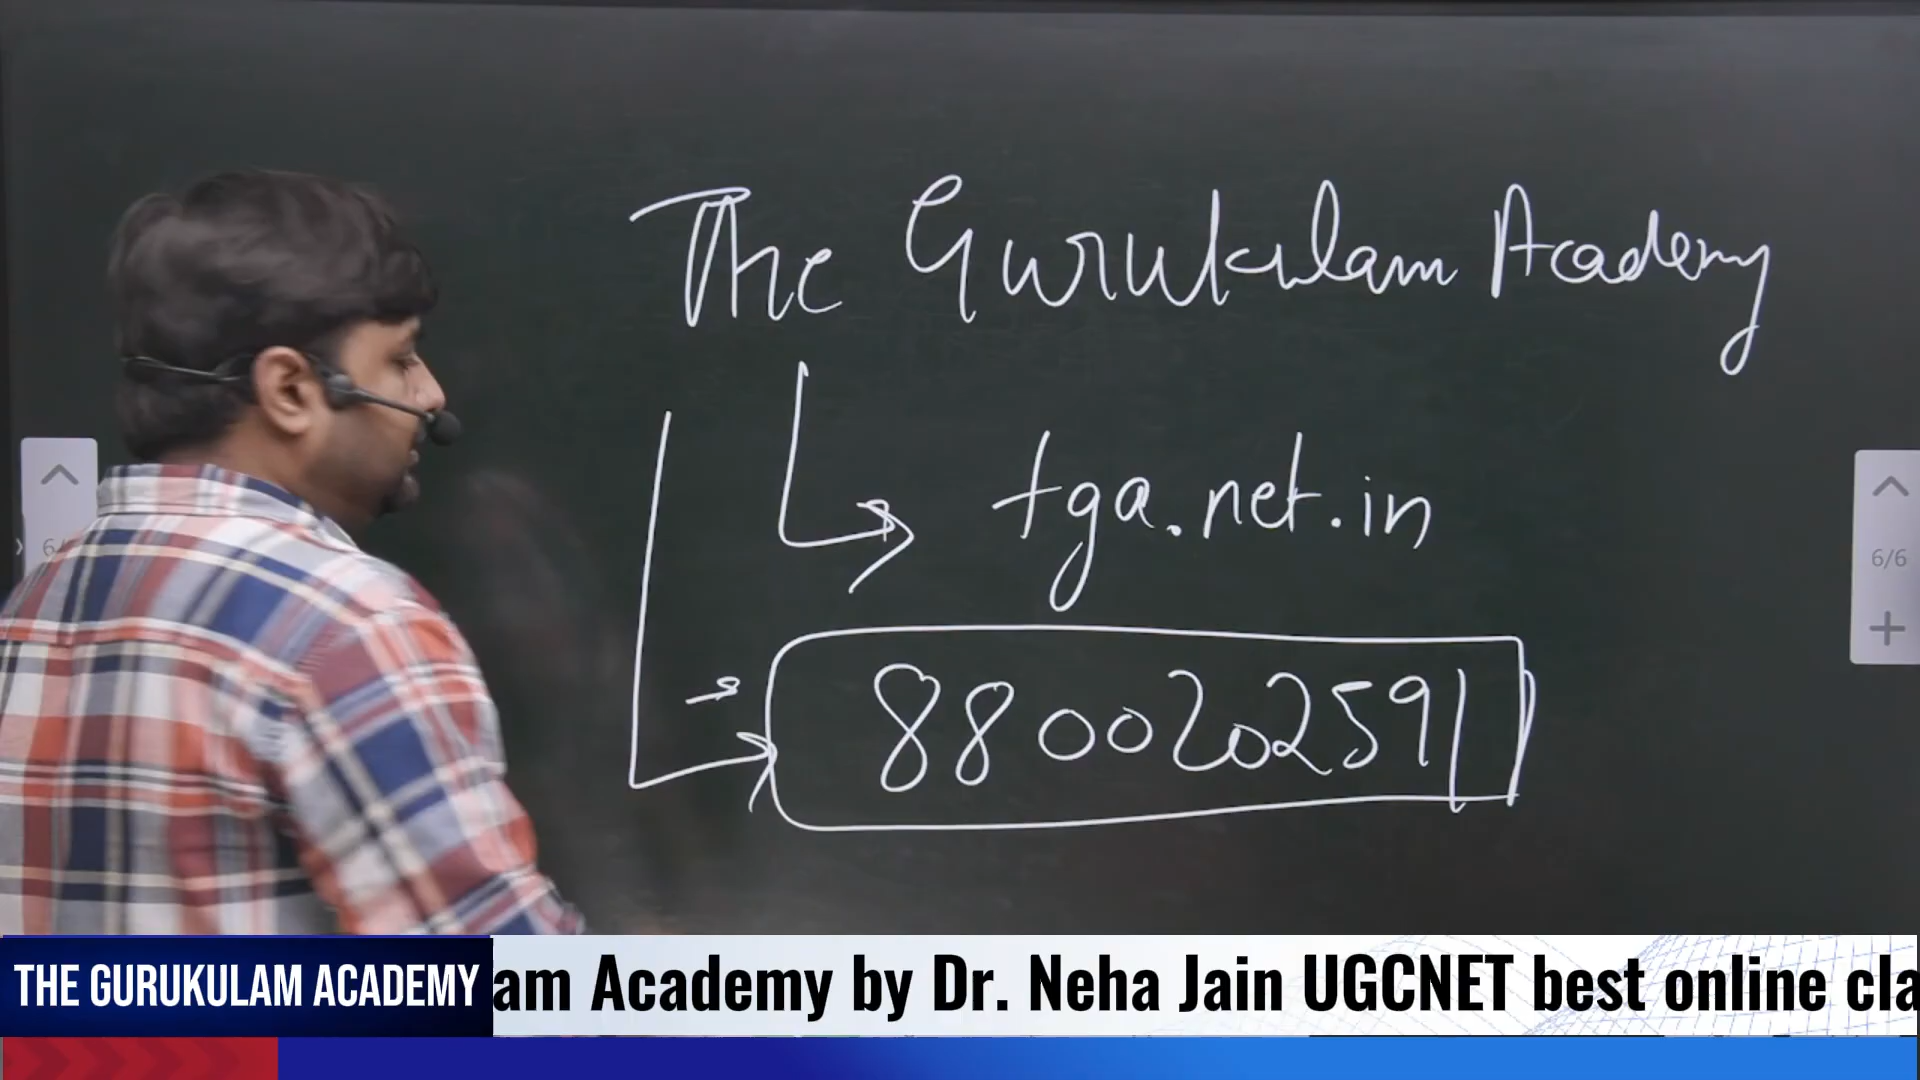 The Gurukulam Academy
tga.net.in
8800202591
6/6
THE GURUKULAM ACADEMY
am Academy by Dr. Neha Jain UGCNET best online cla